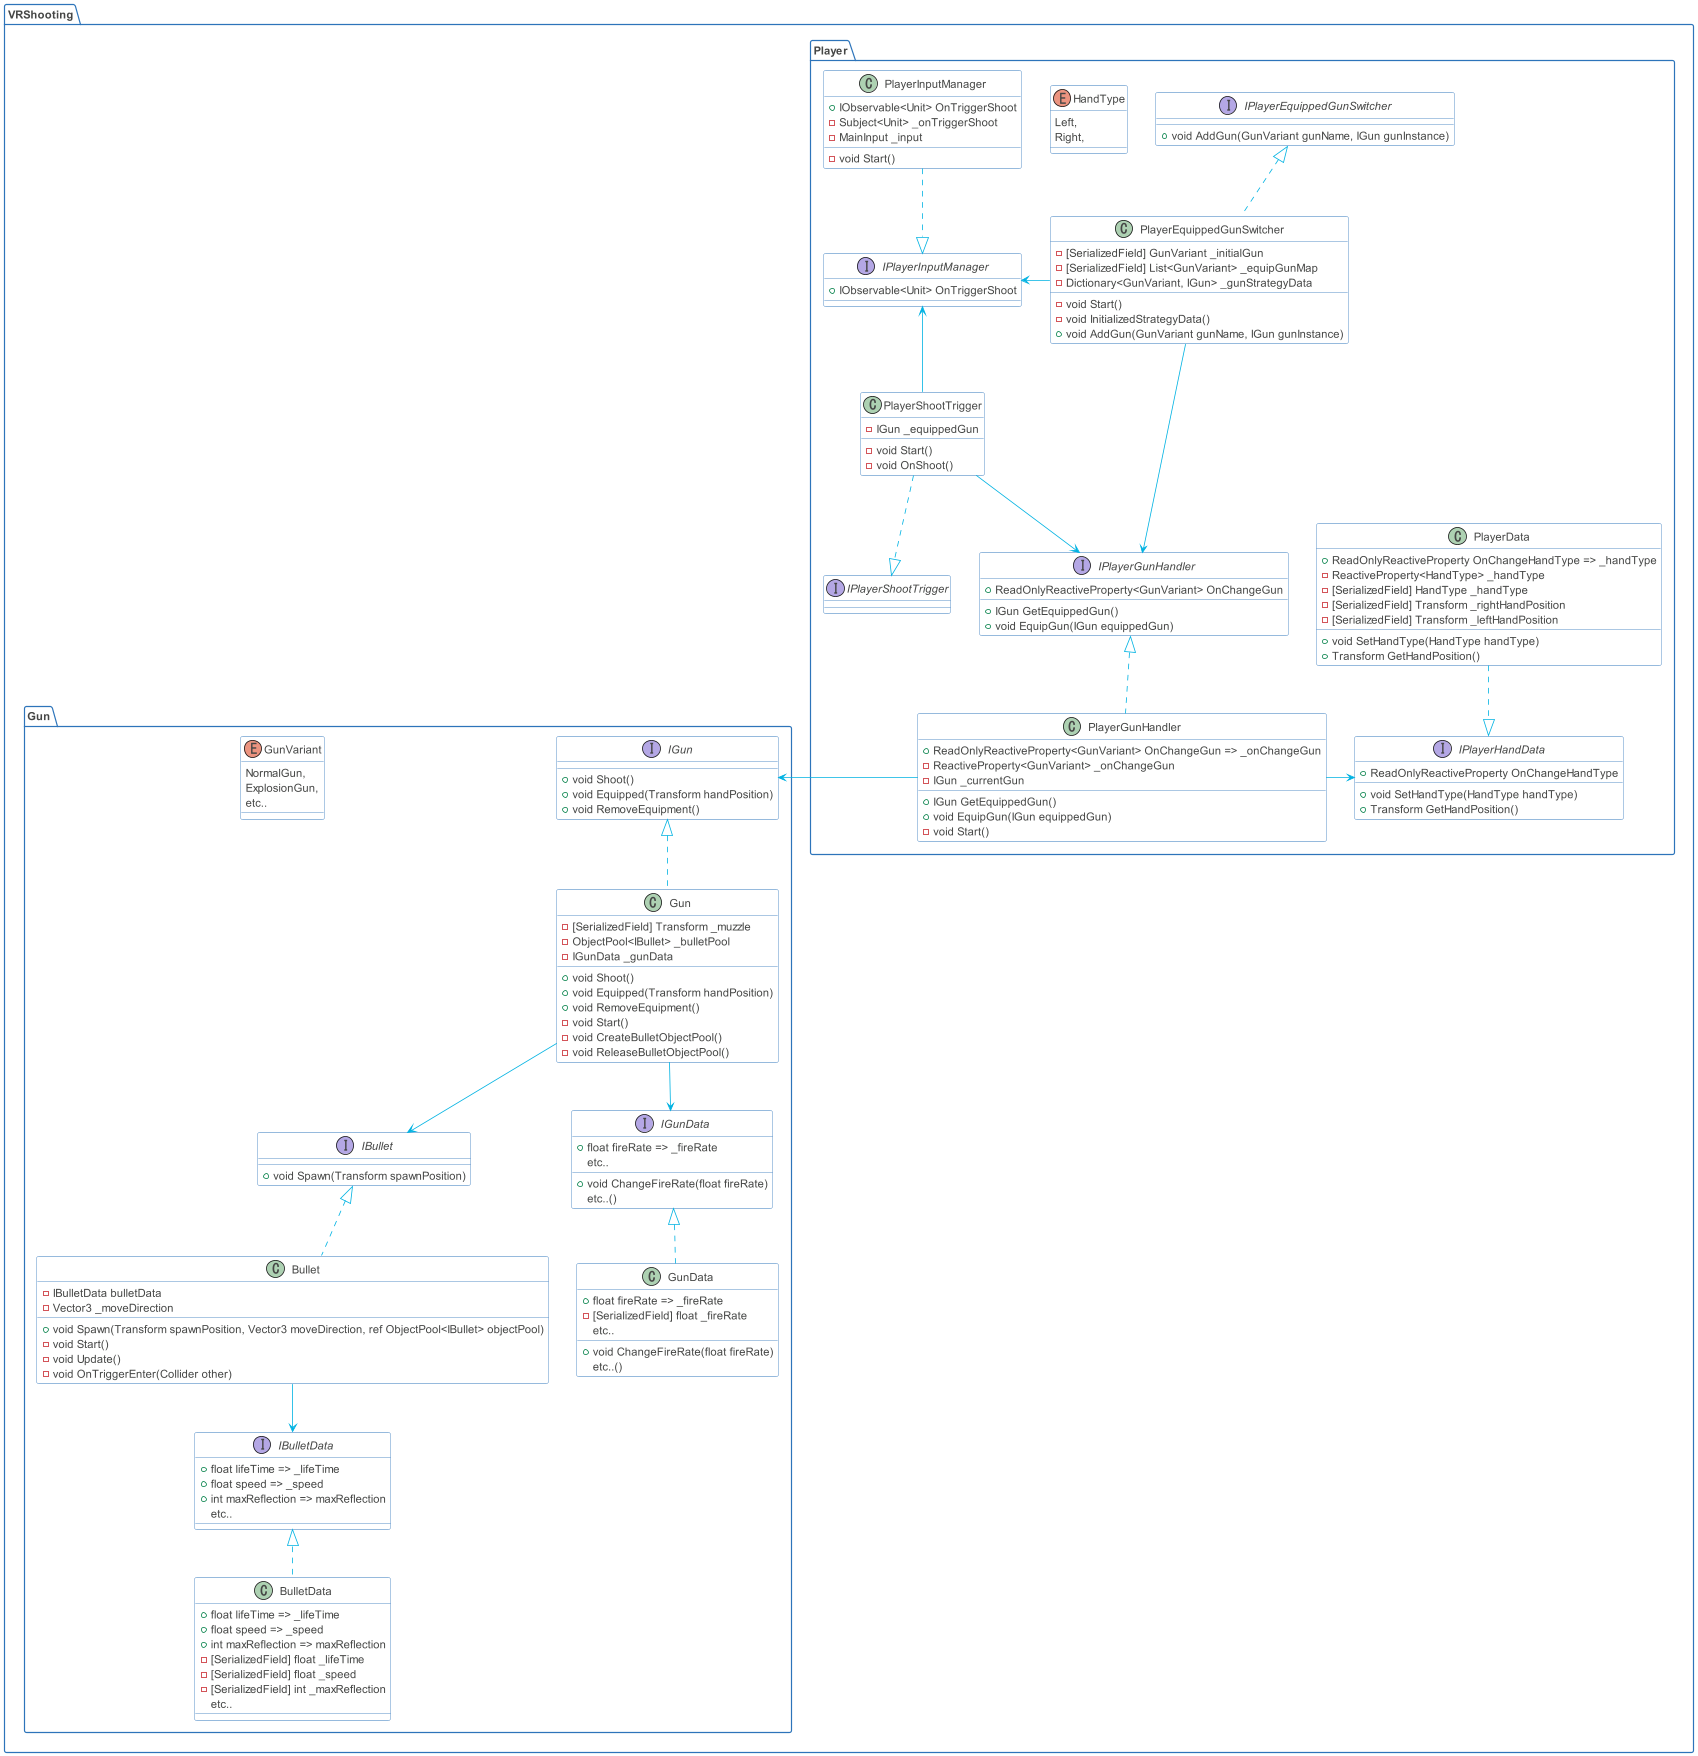 VRShooting
Player
C PlayerInputManager
IObservable<Unit> OnTriggerShoot
Subject<Unit> _onTriggerShoot
MainInput _input
void Start()
E HandType
Left,
Right,
I IPlayerEquippedGunSwitcher
void AddGun(GunVariant gunName, IGun gunInstance)
C PlayerEquippedGunSwitcher
[SerializedField] GunVariant _initialGun
[SerializedField] List<GunVariant> _equipGunMap
Dictionary<GunVariant, IGun> _gunStrategyData
void Start()
void InitializedStrategyData()
void AddGun(GunVariant gunName, IGun gunInstance)
I IPlayerInputManager
IObservable<Unit> OnTriggerShoot
C PlayerShootTrigger
IGun _equippedGun
void Start()
void OnShoot()
I IPlayerShootTrigger
I IPlayerGunHandler
ReadOnlyReactiveProperty<GunVariant> OnChangeGun
IGun GetEquippedGun()
void EquipGun(IGun equippedGun)
C PlayerData
ReadOnlyReactiveProperty OnChangeHandType => _handType
ReactiveProperty<HandType> _handType
[SerializedField] HandType _handType
[SerializedField] Transform _rightHandPosition
[SerializedField] Transform _leftHandPosition
void SetHandType(HandType handType)
Transform GetHandPosition()
C PlayerGunHandler
ReadOnlyReactiveProperty<GunVariant> OnChangeGun => _onChangeGun
ReactiveProperty<GunVariant> _onChangeGun
IGun _currentGun
IGun GetEquippedGun()
void EquipGun(IGun equippedGun)
void Start()
I IPlayerHandData
ReadOnlyReactiveProperty OnChangeHandType
void SetHandType(HandType handType)
Transform GetHandPosition()
Gun
E GunVariant
NormalGun,
ExplosionGun,
etc..
I IGun
void Shoot()
void Equipped(Transform handPosition)
void RemoveEquipment()
C Gun
[SerializedField] Transform _muzzle
ObjectPool<IBullet> _bulletPool
IGunData _gunData
void Shoot()
void Equipped(Transform handPosition)
void RemoveEquipment()
void Start()
void CreateBulletObjectPool()
void ReleaseBulletObjectPool()
I IBullet
void Spawn(Transform spawnPosition)
I IGunData
float fireRate => _fireRate
etc..
void ChangeFireRate(float fireRate)
etc..()
C Bullet
IBulletData bulletData
Vector3 _moveDirection
void Spawn(Transform spawnPosition, Vector3 moveDirection, ref ObjectPool<IBullet> objectPool)
void Start()
void Update()
void OnTriggerEnter(Collider other)
C GunData
float fireRate => _fireRate
[SerializedField] float _fireRate
etc..
void ChangeFireRate(float fireRate)
etc..()
I IBulletData
float lifeTime => _lifeTime
float speed => _speed
int maxReflection => maxReflection
etc..
C BulletData
float lifeTime => _lifeTime
float speed => _speed
int maxReflection => maxReflection
[SerializedField] float _lifeTime
[SerializedField] float _speed
[SerializedField] int _maxReflection
etc..